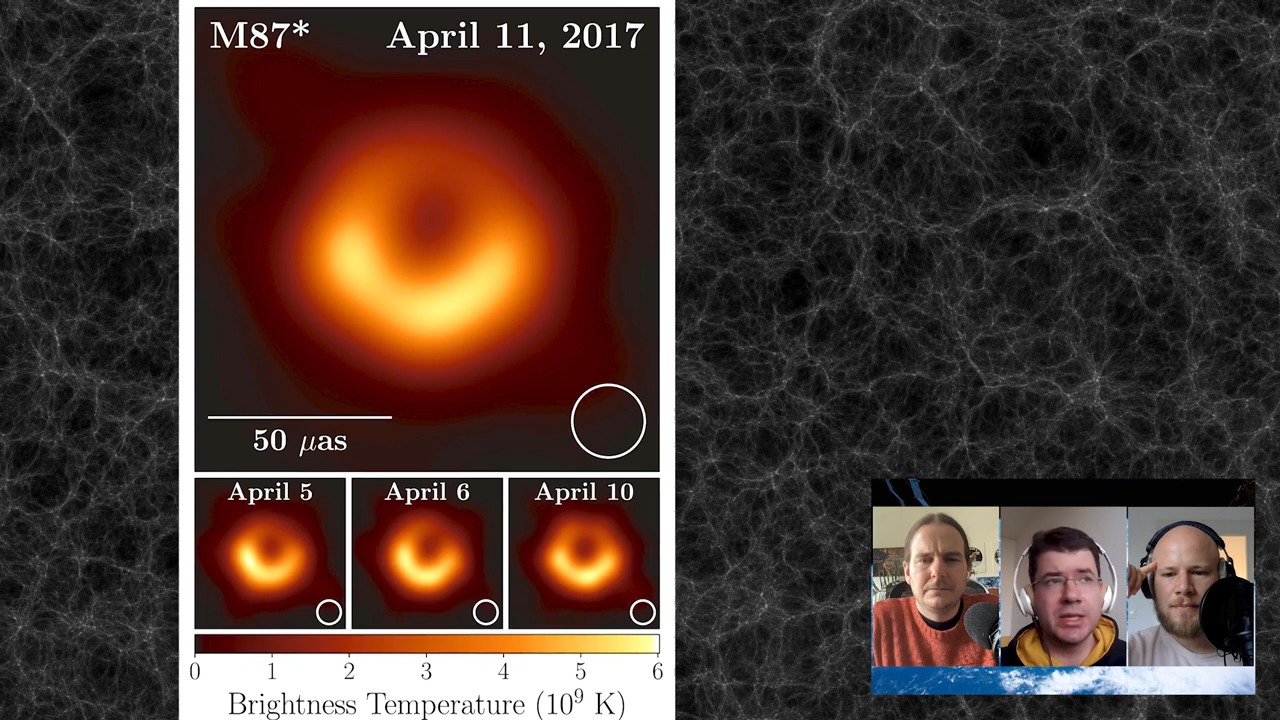 M87* April 11, 2017
50 μas
April 5 April 6 April 10
0 1 2 3 4 5 6
Brightness Temperature (10⁹ K)